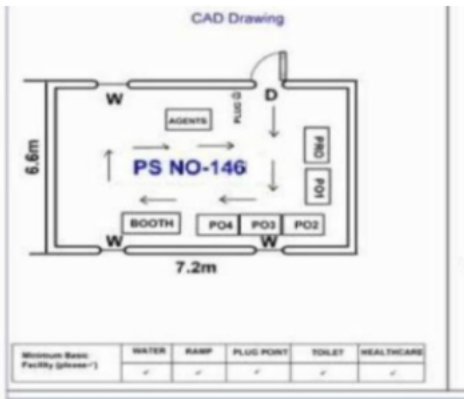 CAD Drawing
W
D
PLUG
AGENTS
6.6m
PS NO-146
PRO
PO1
BOOTH
PO4
PO3
PO2
W
W
7.2m
Minimum Basic Facility (please✓)
WATER
RAMP
PLUG POINT
TOILET
HEALTHCARE
✓
✓
✓
✓
✓